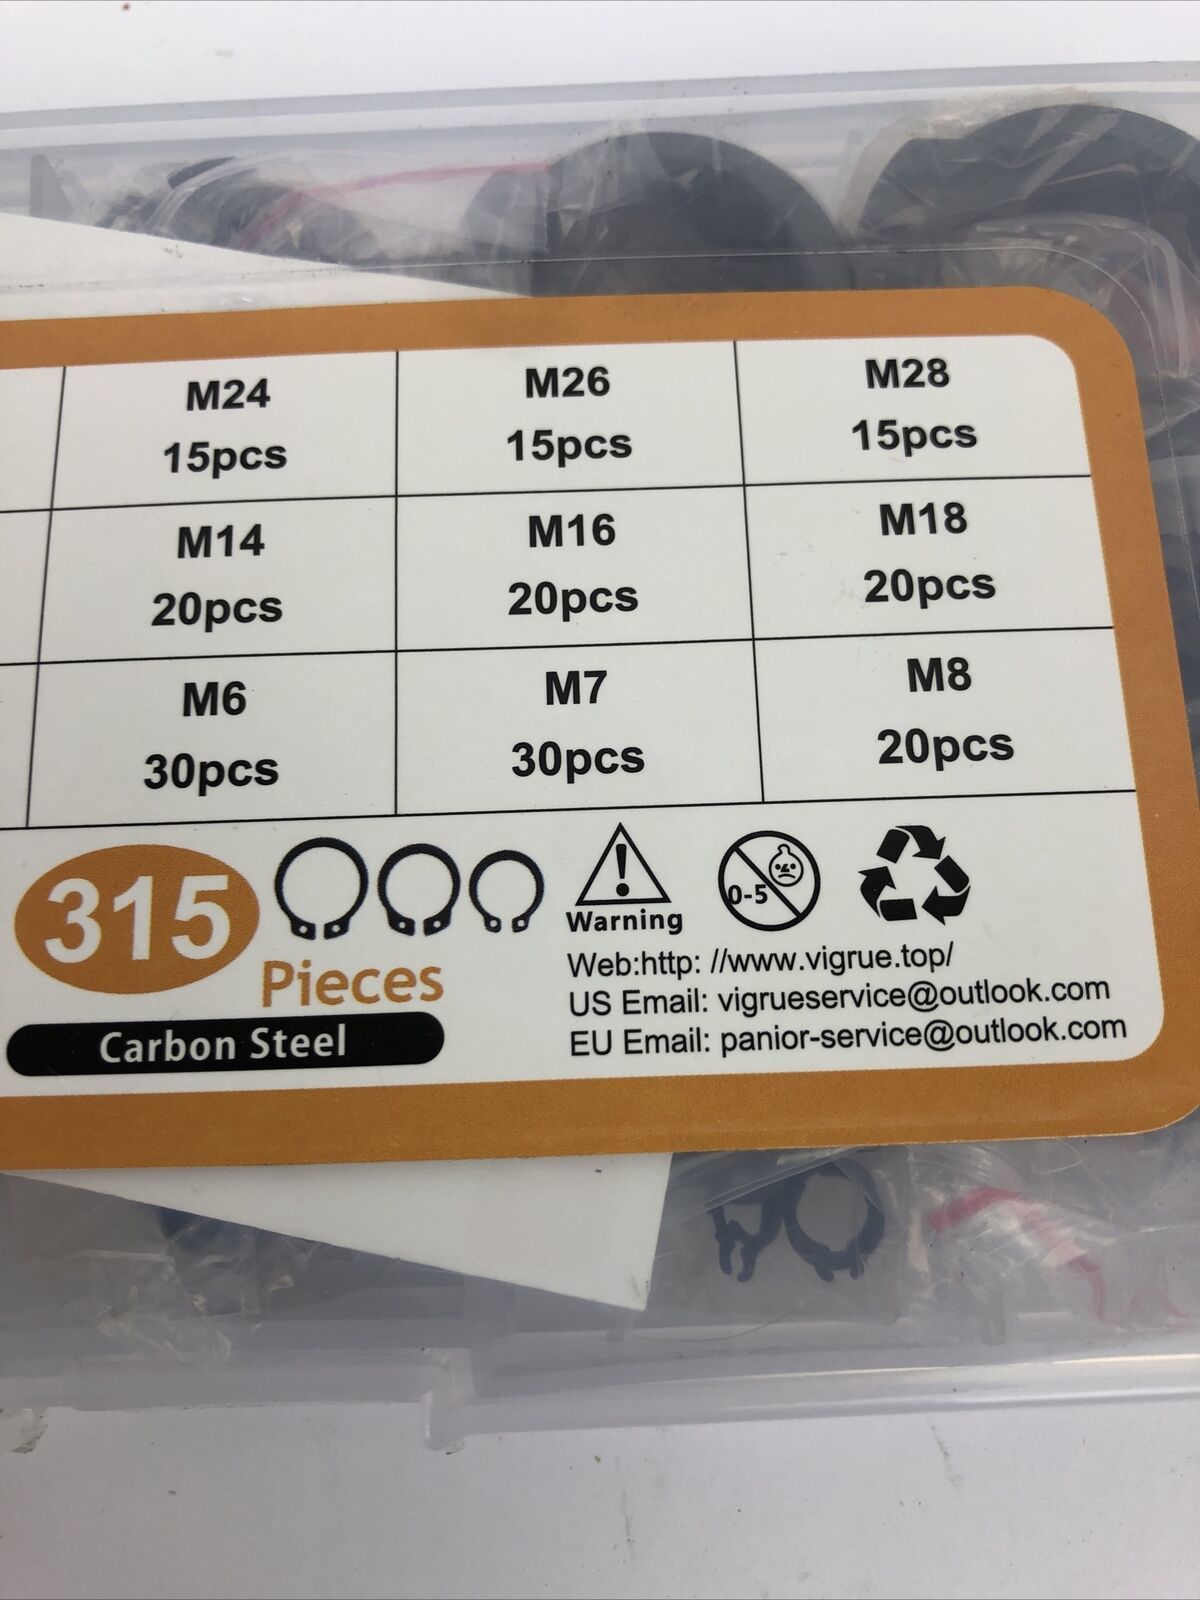 M24 M26 M28
15pcs 15pcs 15pcs
M14 M16 M18
20pcs 20pcs 20pcs
M6 M7 M8
30pcs 30pcs 20pcs
315
Pieces
Carbon Steel
Warning
0-5
Web:http: //www.vigrue.top/
US Email: vigrueservice@outlook.com
EU Email: panior-service@outlook.com